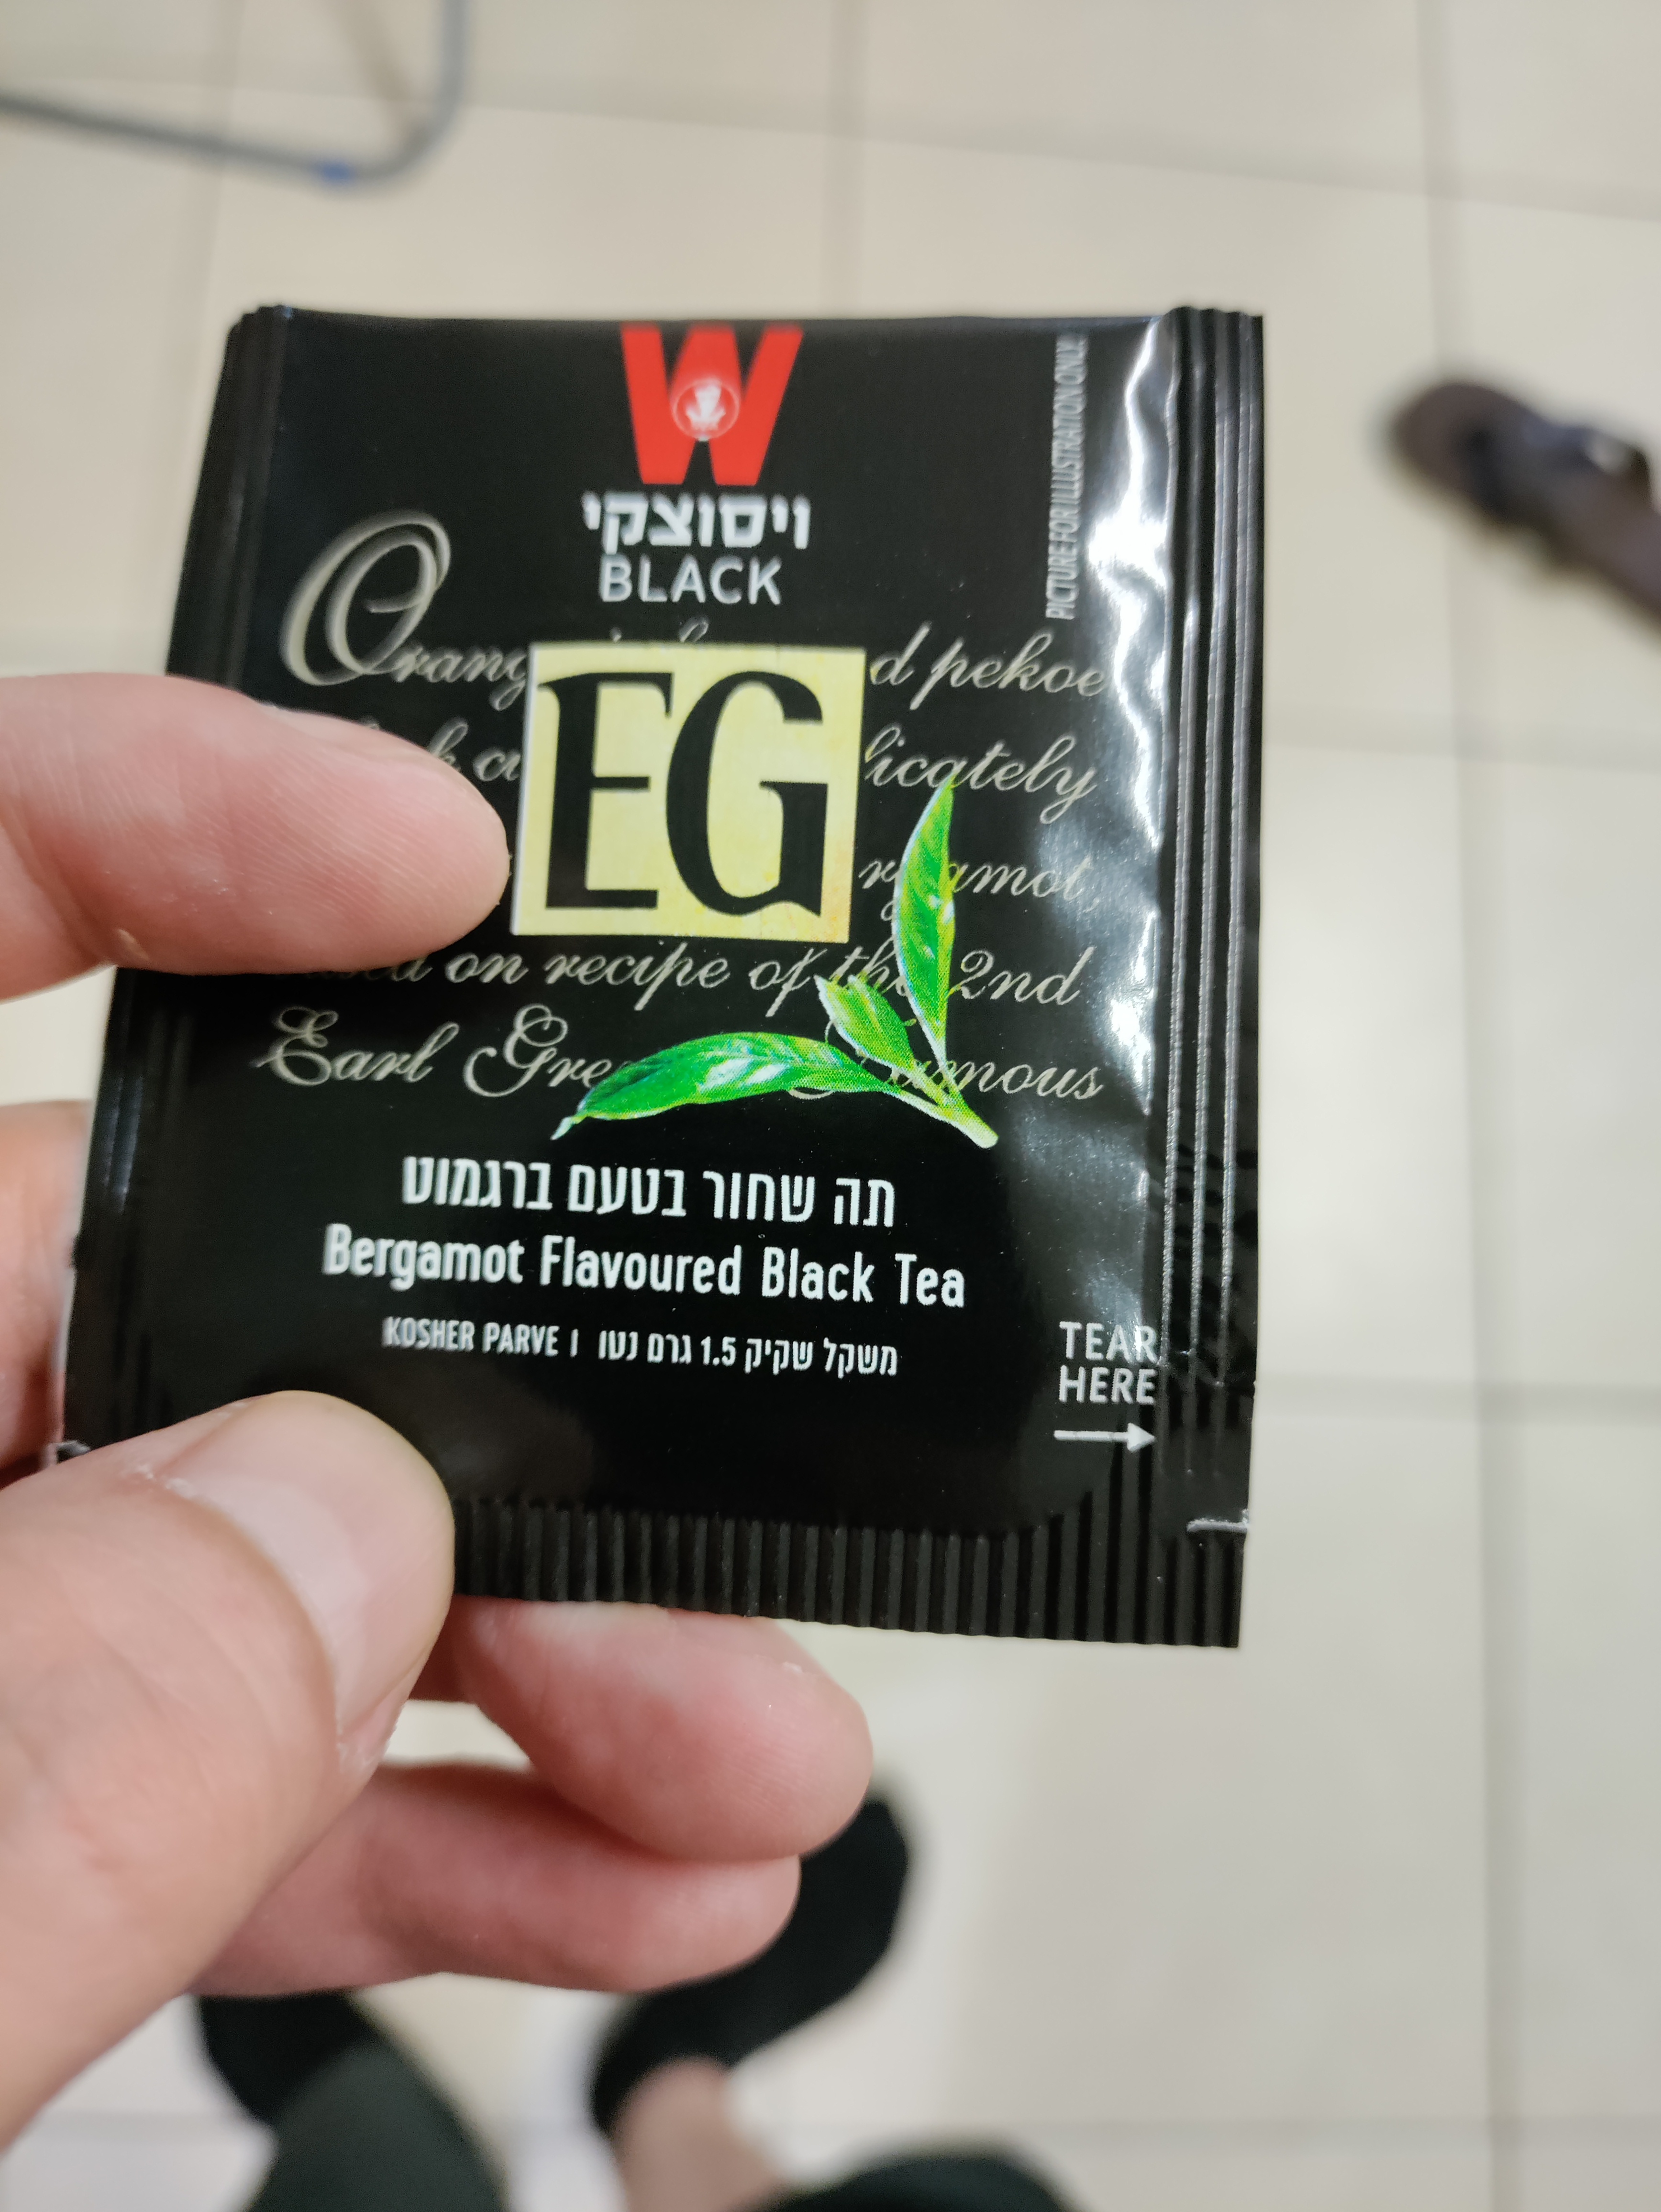 W
ויסוצקי
BLACK
PICTURE FOR ILLUSTRATION ONLY
EG
d pekoe
on recipe of the 2nd
Earl
תה שחור בטעם ברגמוט
Bergamot Flavoured Black Tea
KOSHER PARVE | משקל שקיק 1.5 גרם נטו
TEAR
HERE